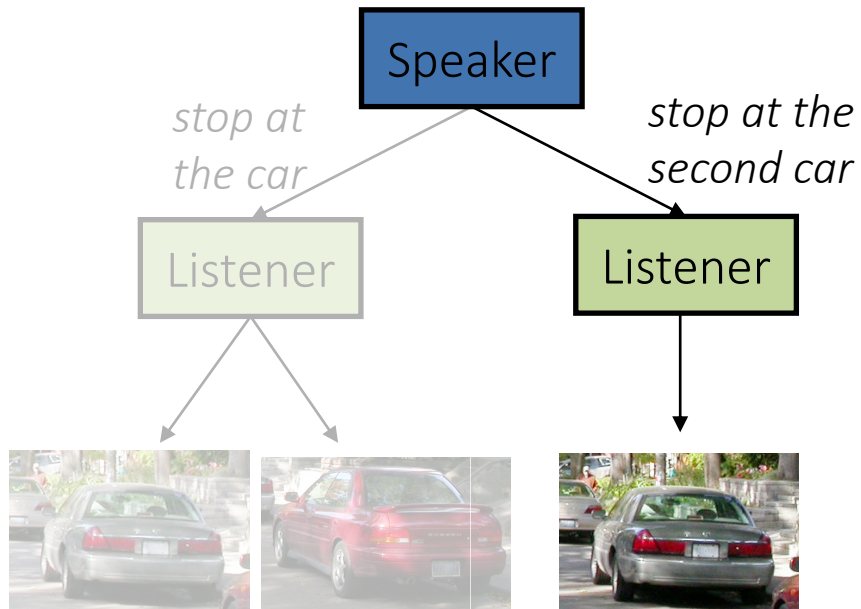 Speaker
stop at
the car
stop at the
second car
Listener
Listener